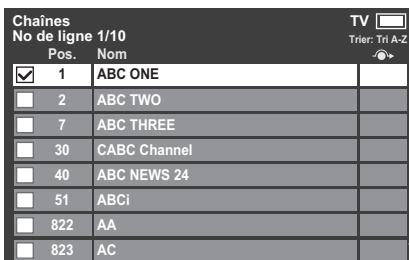 Chaînes TV
No de ligne 1/10 Trier: Tri A-Z
Pos. Nom
1 ABC ONE
2 ABC TWO
7 ABC THREE
30 CABC Channel
40 ABC NEWS 24
51 ABCi
822 AA
823 AC